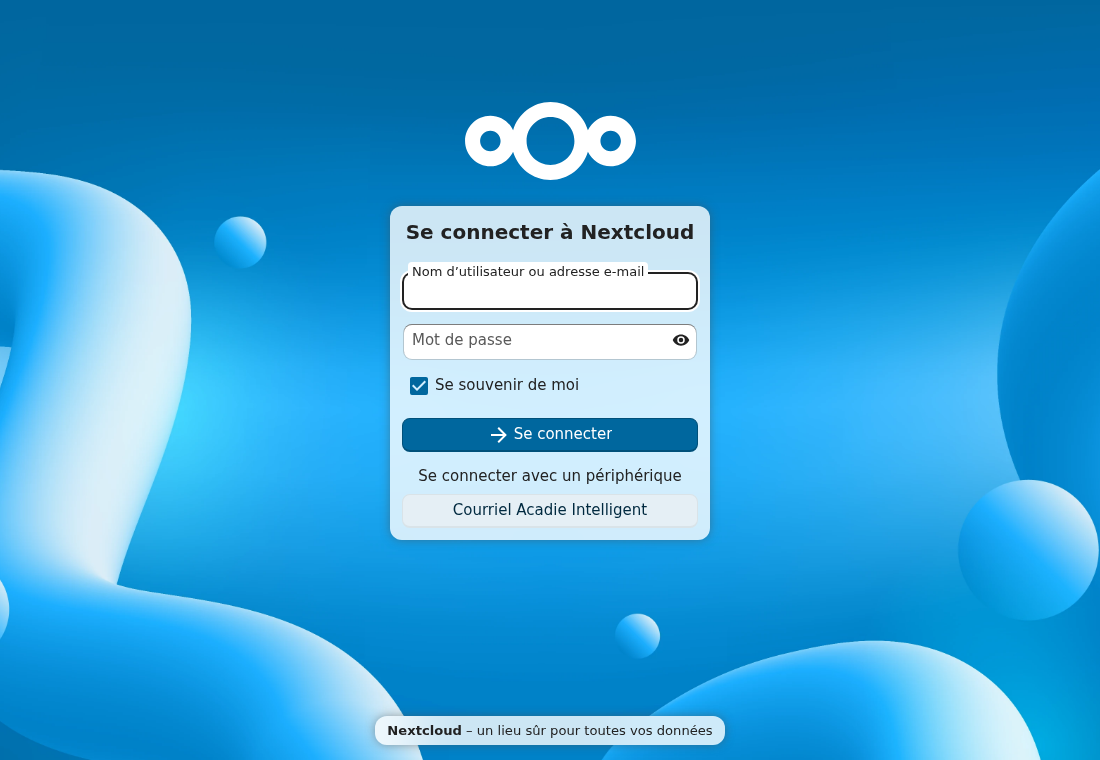 Se connecter à Nextcloud
Nom d’utilisateur ou adresse e-mail
Mot de passe
Se souvenir de moi
Se connecter
Se connecter avec un périphérique
Courriel Acadie Intelligent
Nextcloud – un lieu sûr pour toutes vos données